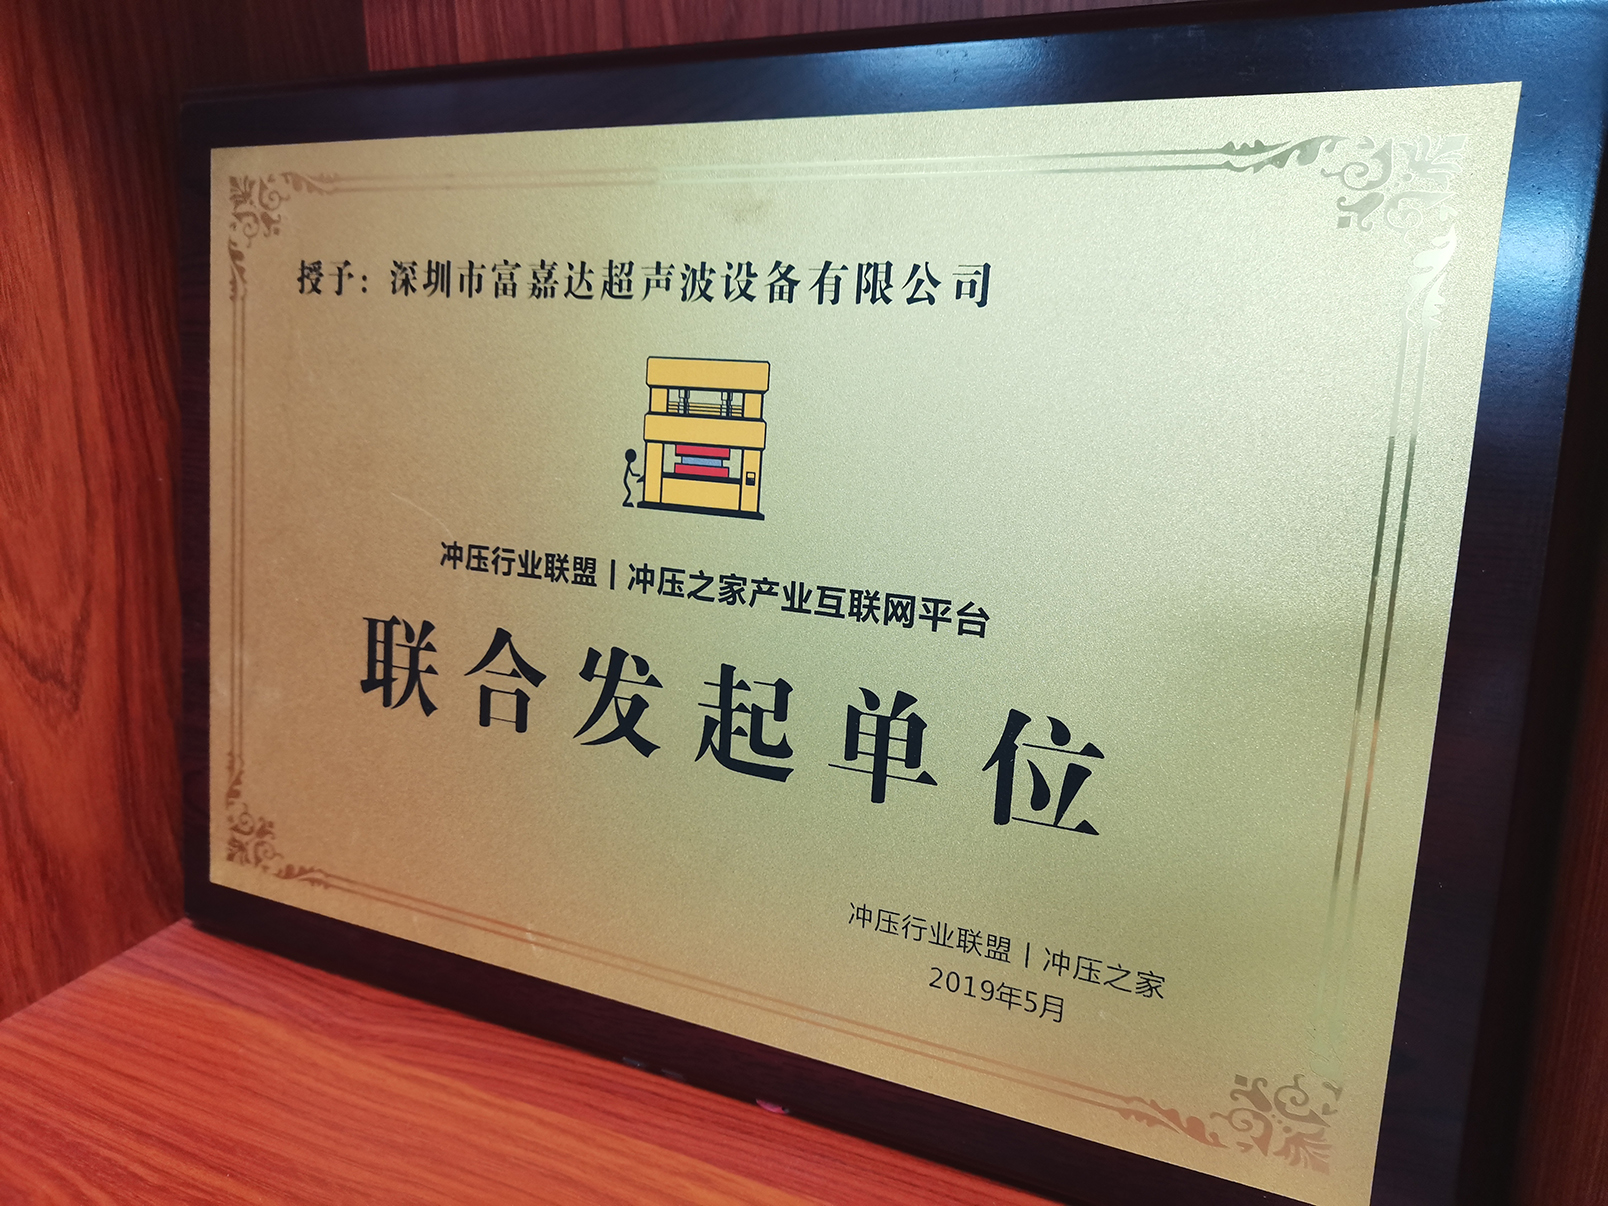 授予：深圳市富嘉达超声波设备有限公司
冲压行业联盟丨冲压之家产业互联网平台
联合发起单位
冲压行业联盟丨冲压之家
2019年5月